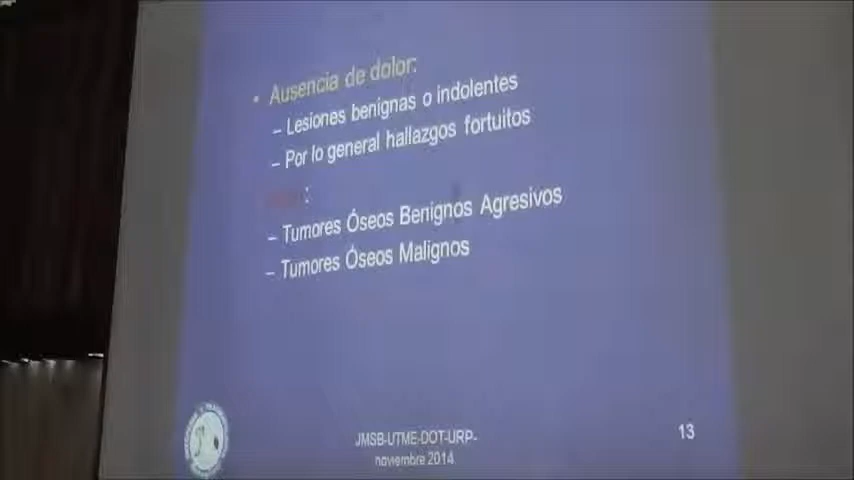 • Ausencia de dolor:
– Lesiones benignas o indolentes
– Por lo general hallazgos fortuitos
:
– Tumores Óseos Benignos Agresivos
– Tumores Óseos Malignos
JMSB-UTME-DOT-URP-
noviembre 2014
13